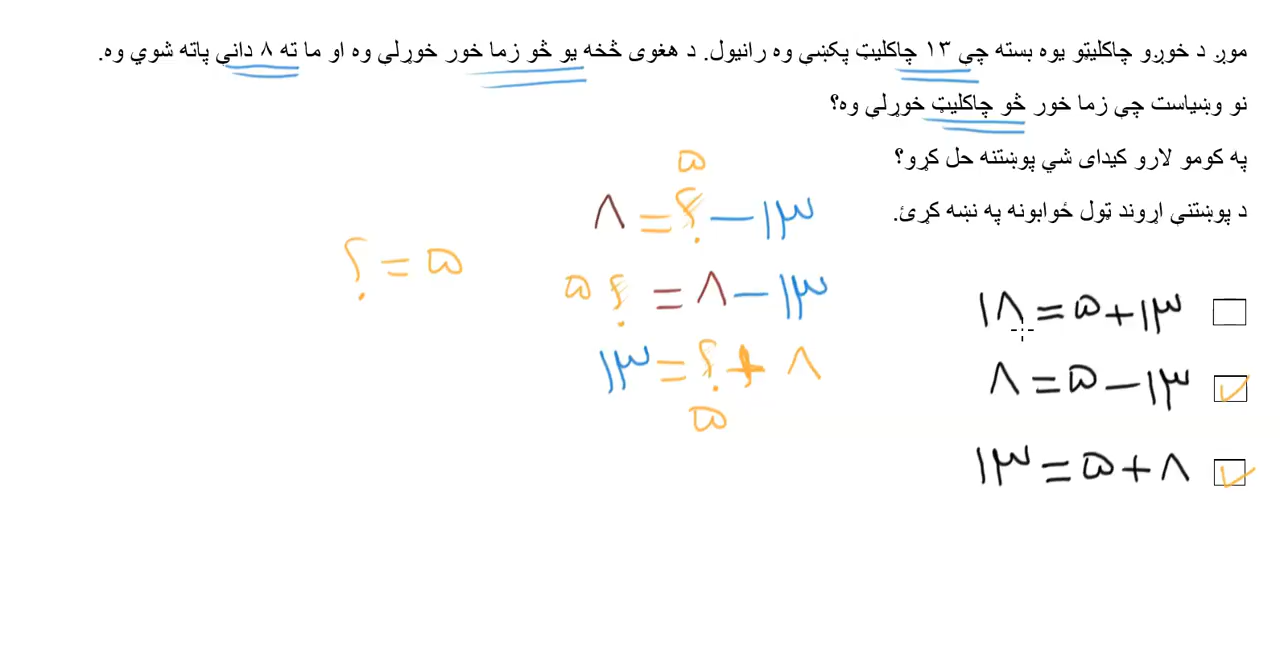 موږ د خوږو چاکلیټو یوه بسته چې ۱۳ چاکلیټ پکښې وه رانیول. د هغوی څخه یو څو زما خور خوړلې وه او ما ته ۸ دانې پاته شوي وه.
نو وښیاست چې زما خور څو چاکلیټ خوړلې وه؟
په کومو لارو کیدای شي پوښتنه حل کړو؟
د پوښتنې اړوند ټول ځوابونه په نښه کړئ.
۵
۱۳ − ؟ = ۸
؟ = ۵
۱۳ − ۸ = ؟ ۵
۸ + ؟ = ۱۳
۵
۱۳ + ۵ = ۱۸
۱۳ − ۵ = ۸
۸ + ۵ = ۱۳